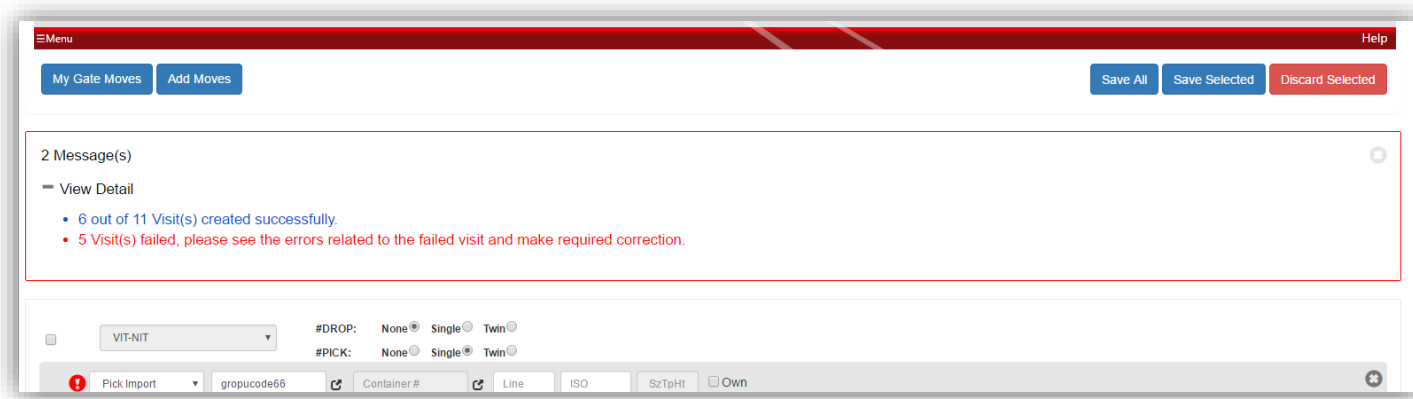 ☰Menu Help
My Gate Moves Add Moves Save All Save Selected Discard Selected
2 Message(s)
View Detail
• 6 out of 11 Visit(s) created successfully.
• 5 Visit(s) failed, please see the errors related to the failed visit and make required correction.
VIT-NIT
#DROP: None Single Twin
#PICK: None Single Twin
Pick Import gropucode66 Container # Line ISO SzTpHt Own